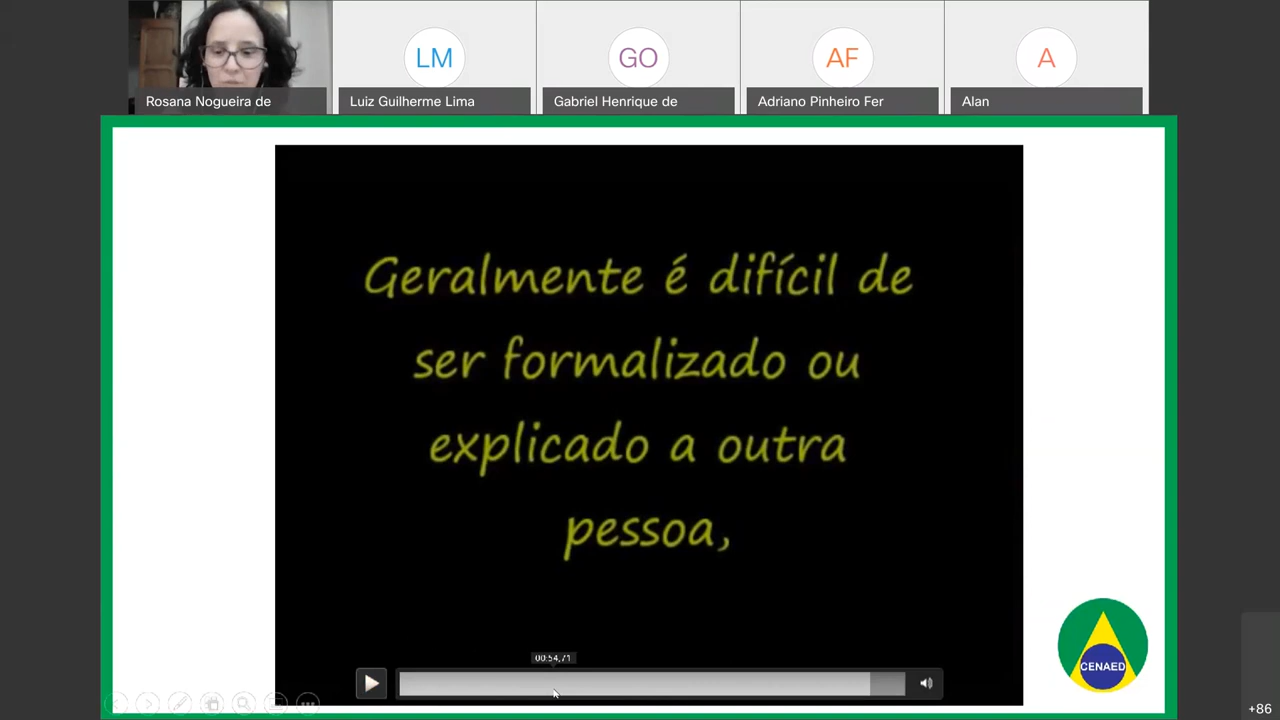 LM
GO
AF
A
Rosana Nogueira de
Luiz Guilherme Lima
Gabriel Henrique de
Adriano Pinheiro Fer
Alan
Geralmente é difícil de
ser formalizado ou
explicado a outra
pessoa,
00:54,71
CENAED
+86